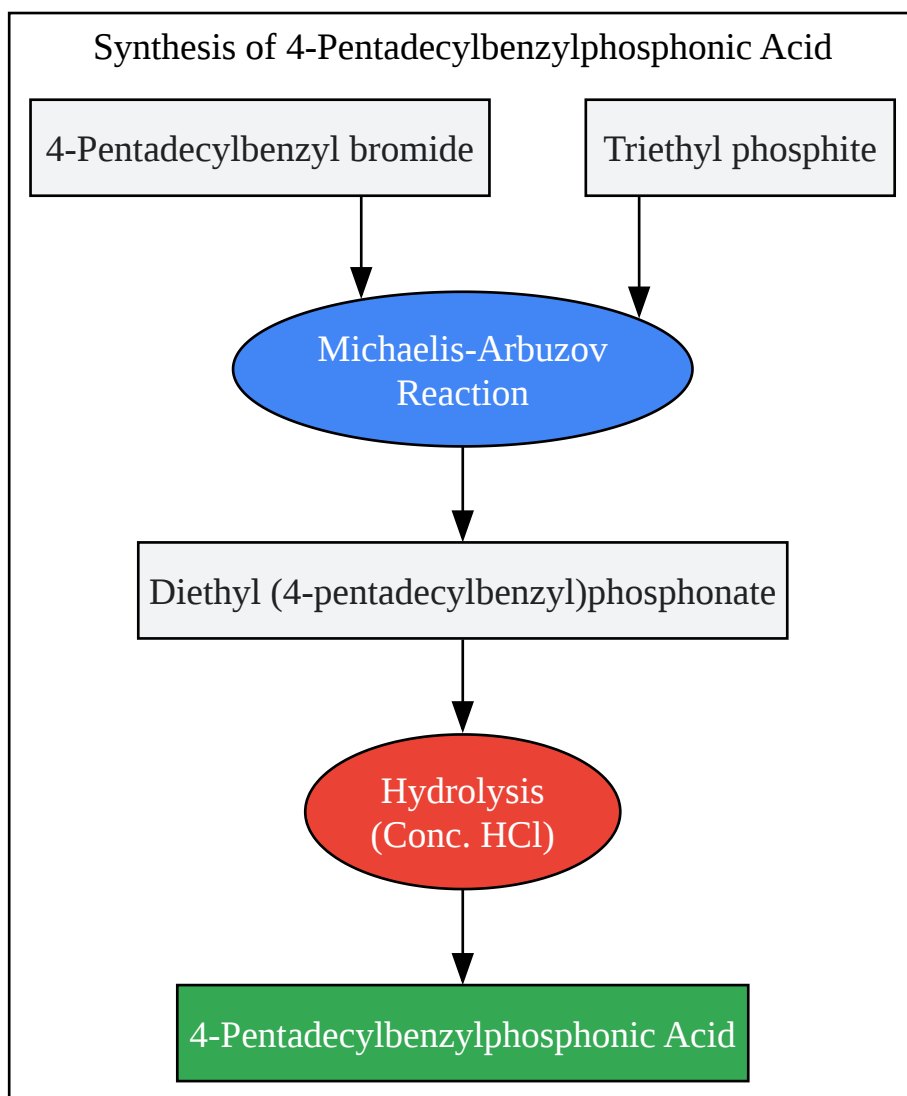 Synthesis of 4-Pentadecylbenzylphosphonic Acid
4-Pentadecylbenzyl bromide
Triethyl phosphite
Michaelis-Arbuzov
Reaction
Diethyl (4-pentadecylbenzyl)phosphonate
Hydrolysis
(Conc. HCl)
4-Pentadecylbenzylphosphonic Acid